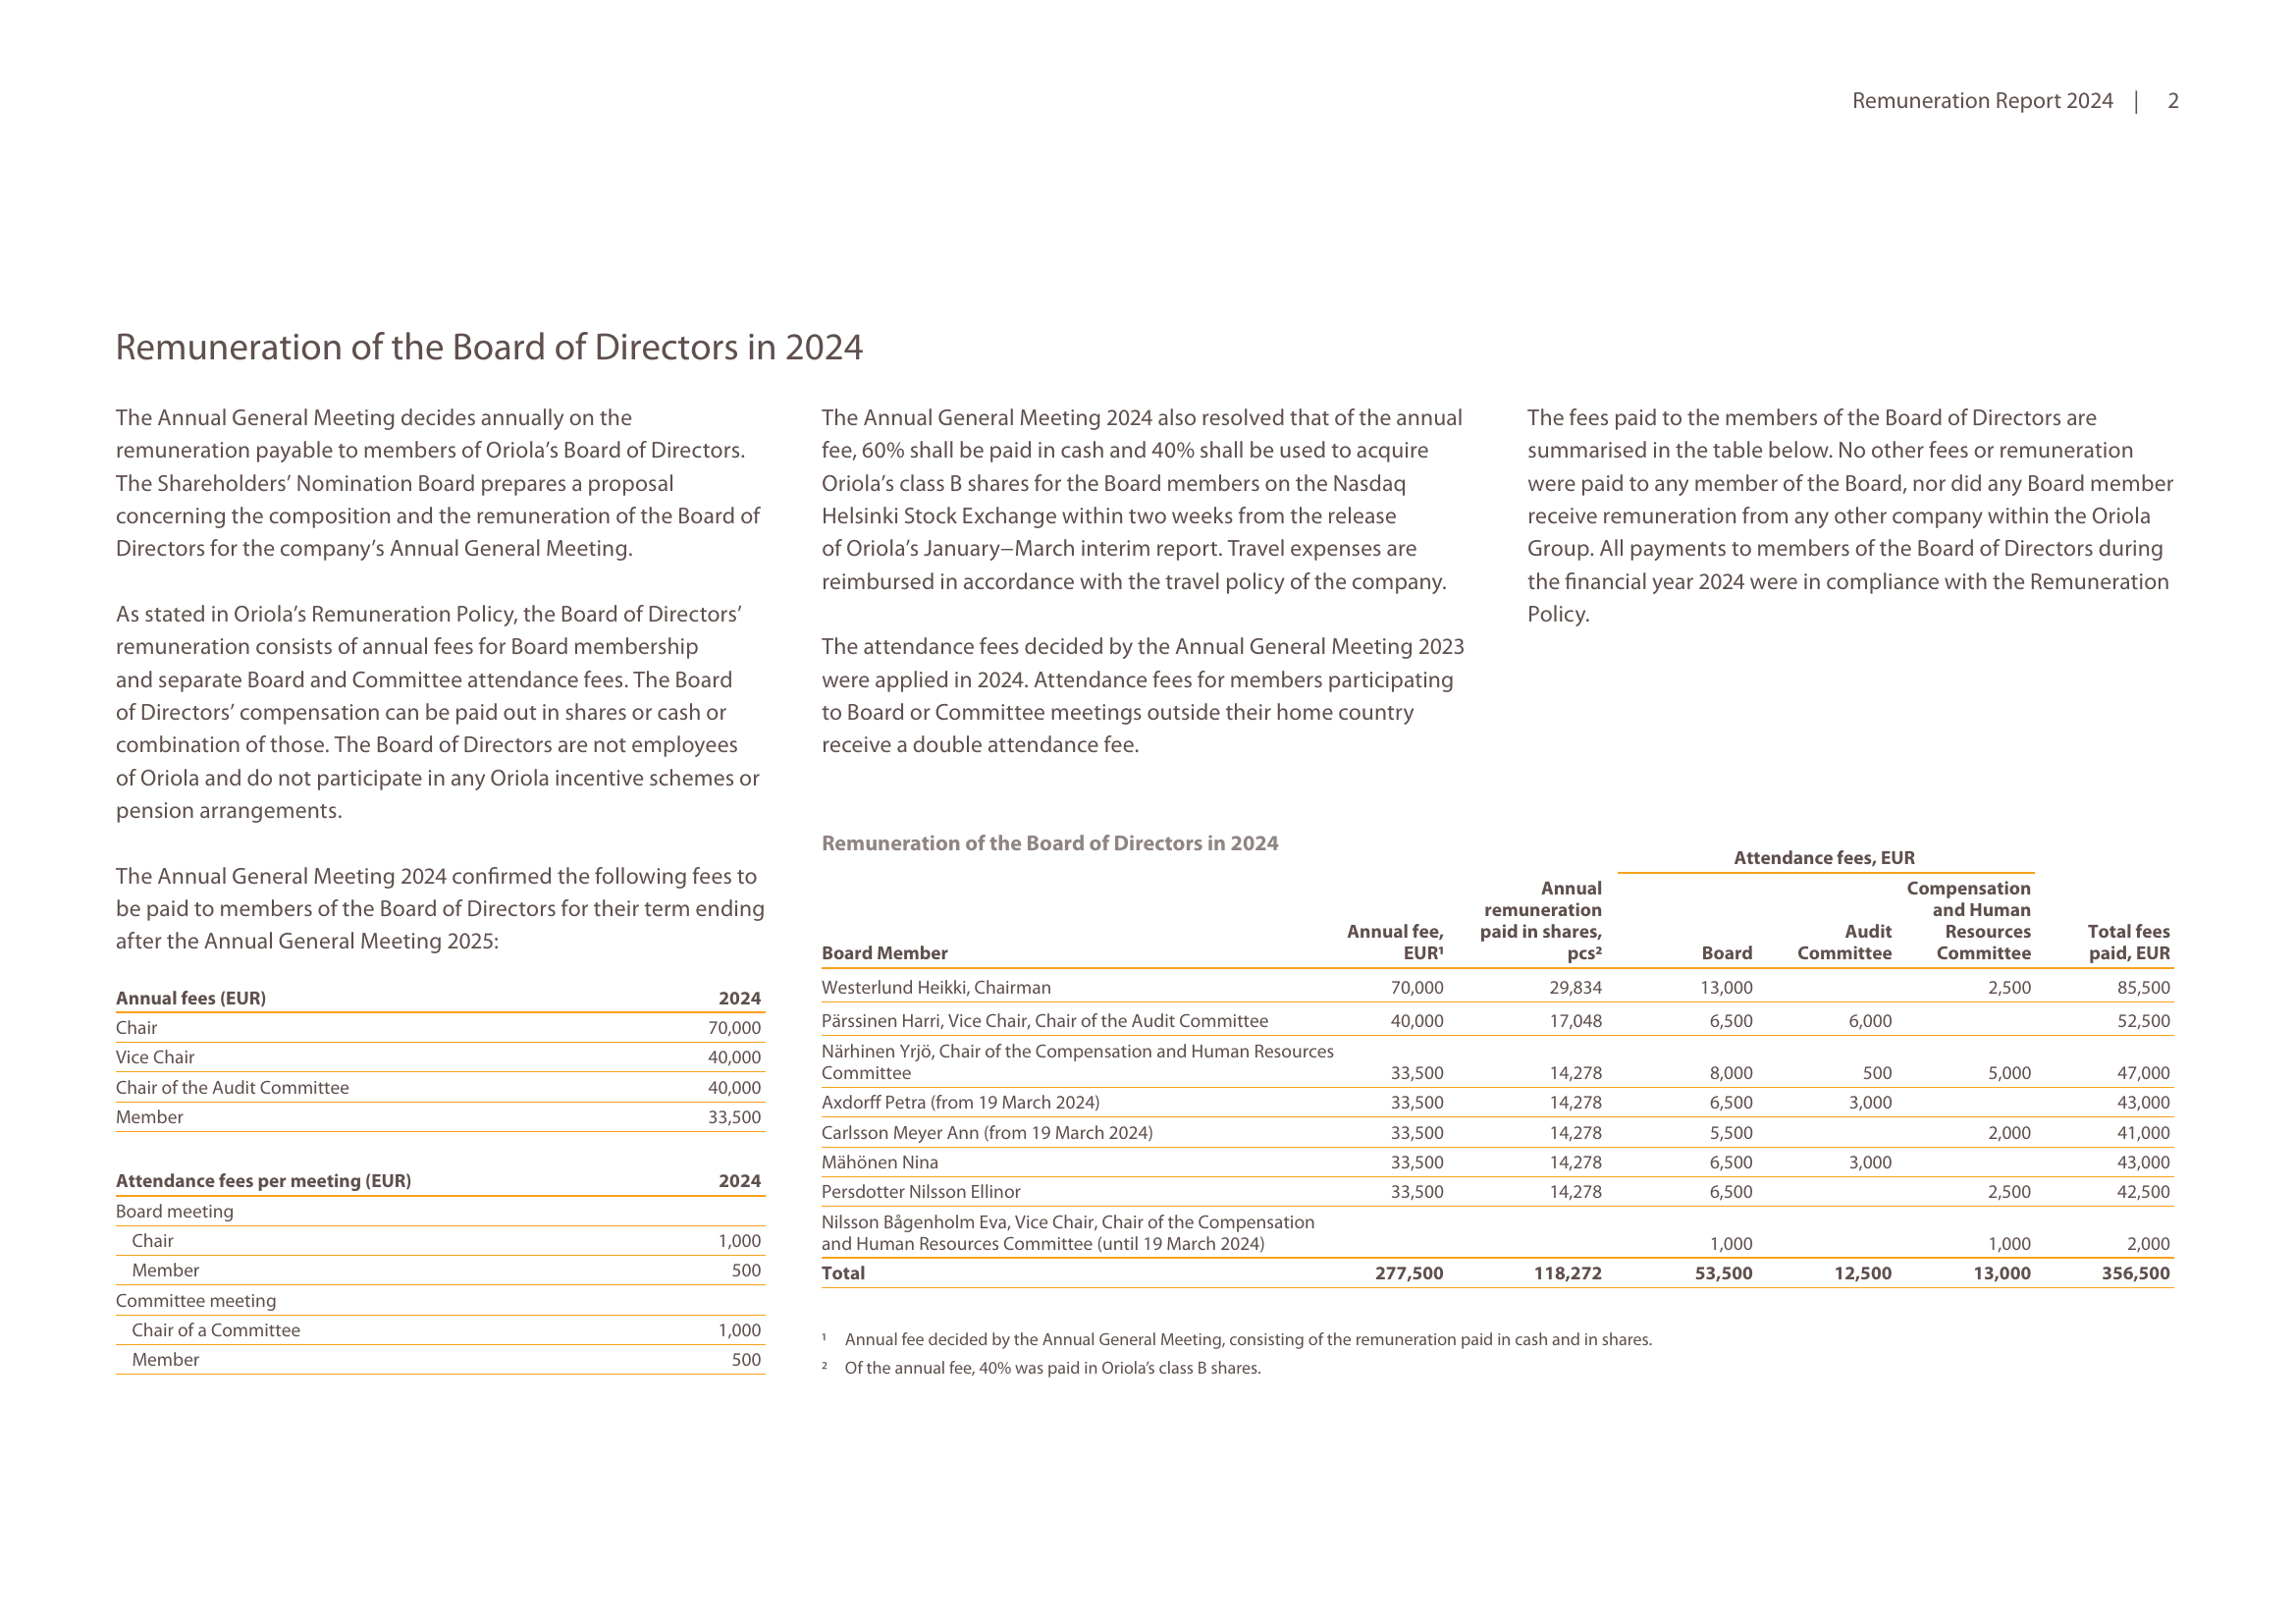 Remuneration Report 2024 | 2
Remuneration of the Board of Directors in 2024
The Annual General Meeting decides annually on the
remuneration payable to members of Oriola’s Board of Directors.
The Shareholders’ Nomination Board prepares a proposal
concerning the composition and the remuneration of the Board of
Directors for the company’s Annual General Meeting.
As stated in Oriola’s Remuneration Policy, the Board of Directors’
remuneration consists of annual fees for Board membership
and separate Board and Committee attendance fees. The Board
of Directors’ compensation can be paid out in shares or cash or
combination of those. The Board of Directors are not employees
of Oriola and do not participate in any Oriola incentive schemes or
pension arrangements.
The Annual General Meeting 2024 confirmed the following fees to
be paid to members of the Board of Directors for their term ending
after the Annual General Meeting 2025:
Annual fees (EUR) 2024
Chair 70,000
Vice Chair 40,000
Chair of the Audit Committee 40,000
Member 33,500
Attendance fees per meeting (EUR) 2024
Board meeting
Chair 1,000
Member 500
Committee meeting
Chair of a Committee 1,000
Member 500
The Annual General Meeting 2024 also resolved that of the annual
fee, 60% shall be paid in cash and 40% shall be used to acquire
Oriola’s class B shares for the Board members on the Nasdaq
Helsinki Stock Exchange within two weeks from the release
of Oriola’s January–March interim report. Travel expenses are
reimbursed in accordance with the travel policy of the company.
The attendance fees decided by the Annual General Meeting 2023
were applied in 2024. Attendance fees for members participating
to Board or Committee meetings outside their home country
receive a double attendance fee.
The fees paid to the members of the Board of Directors are
summarised in the table below. No other fees or remuneration
were paid to any member of the Board, nor did any Board member
receive remuneration from any other company within the Oriola
Group. All payments to members of the Board of Directors during
the financial year 2024 were in compliance with the Remuneration
Policy.
Remuneration of the Board of Directors in 2024
Attendance fees, EUR
Annual Compensation
remuneration and Human
Annual fee, paid in shares, Audit Resources Total fees
Board Member EUR¹ pcs² Board Committee Committee paid, EUR
Westerlund Heikki, Chairman 70,000 29,834 13,000 2,500 85,500
Pärssinen Harri, Vice Chair, Chair of the Audit Committee 40,000 17,048 6,500 6,000 52,500
Närhinen Yrjö, Chair of the Compensation and Human Resources
Committee 33,500 14,278 8,000 500 5,000 47,000
Axdorff Petra (from 19 March 2024) 33,500 14,278 6,500 3,000 43,000
Carlsson Meyer Ann (from 19 March 2024) 33,500 14,278 5,500 2,000 41,000
Mähönen Nina 33,500 14,278 6,500 3,000 43,000
Persdotter Nilsson Ellinor 33,500 14,278 6,500 2,500 42,500
Nilsson Bågenholm Eva, Vice Chair, Chair of the Compensation
and Human Resources Committee (until 19 March 2024) 1,000 1,000 2,000
Total 277,500 118,272 53,500 12,500 13,000 356,500
¹ Annual fee decided by the Annual General Meeting, consisting of the remuneration paid in cash and in shares.
² Of the annual fee, 40% was paid in Oriola’s class B shares.